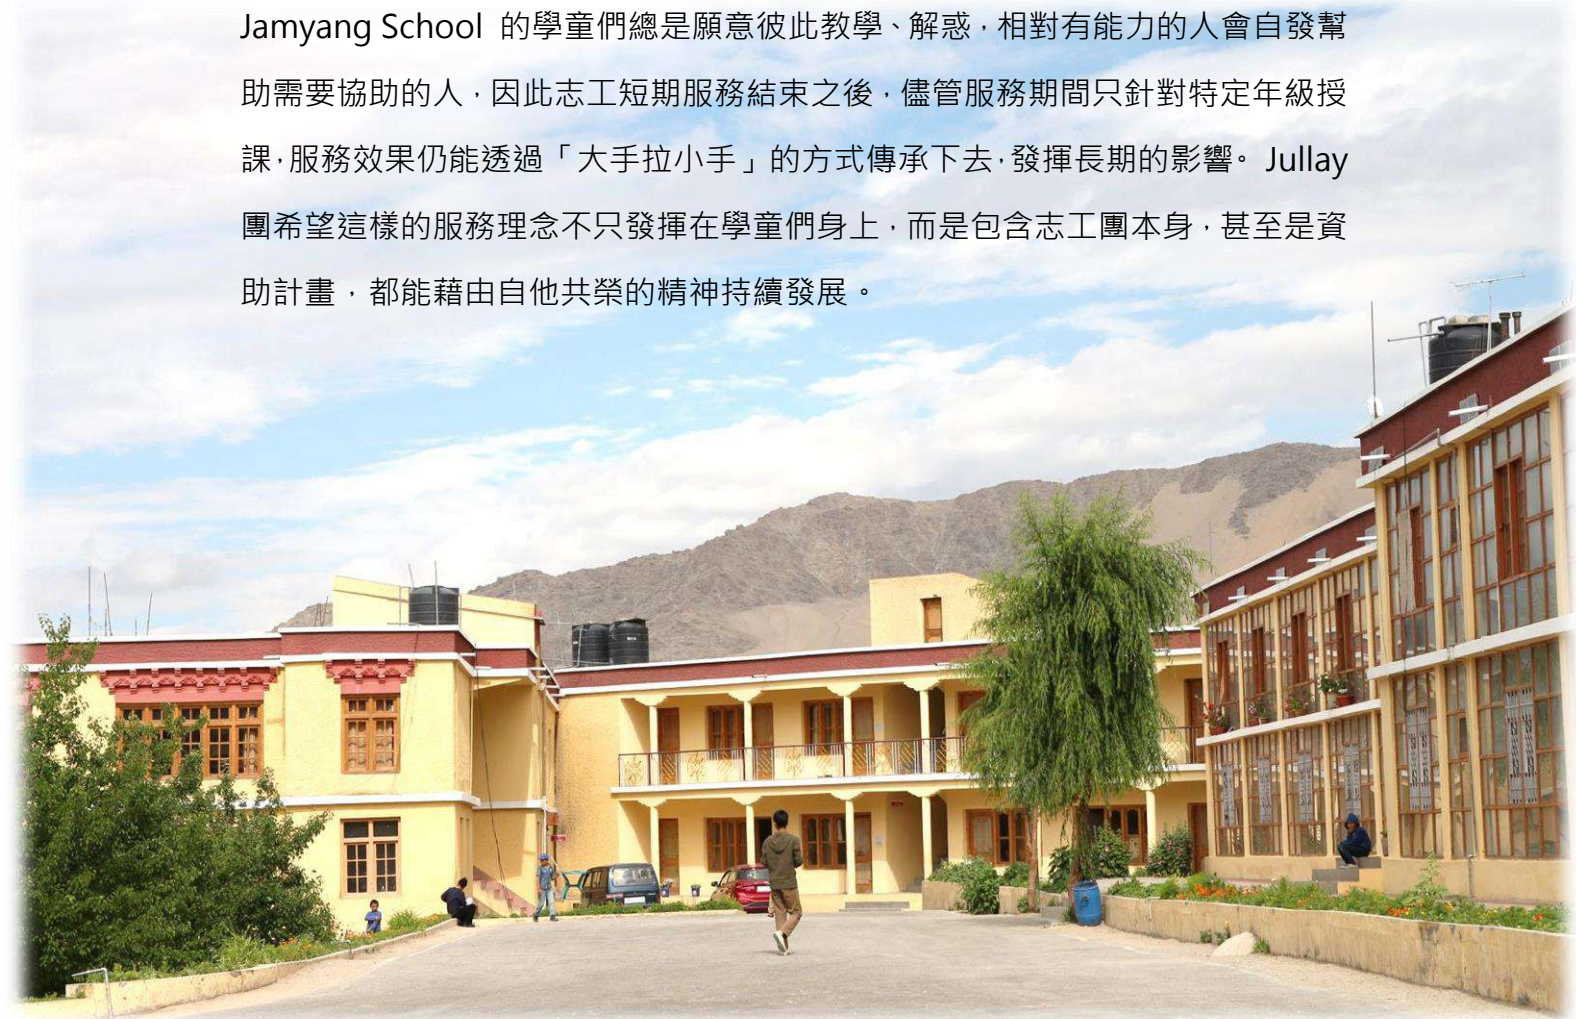 Jamyang School 的學童們總是願意彼此教學、解惑，相對有能力的人會自發幫
助需要協助的人，因此志工短期服務結束之後，儘管服務期間只針對特定年級授
課，服務效果仍能透過「大手拉小手」的方式傳承下去，發揮長期的影響。 Jullay
團希望這樣的服務理念不只發揮在學童們身上，而是包含志工團本身，甚至是資
助計畫，都能藉由自他共榮的精神持續發展。